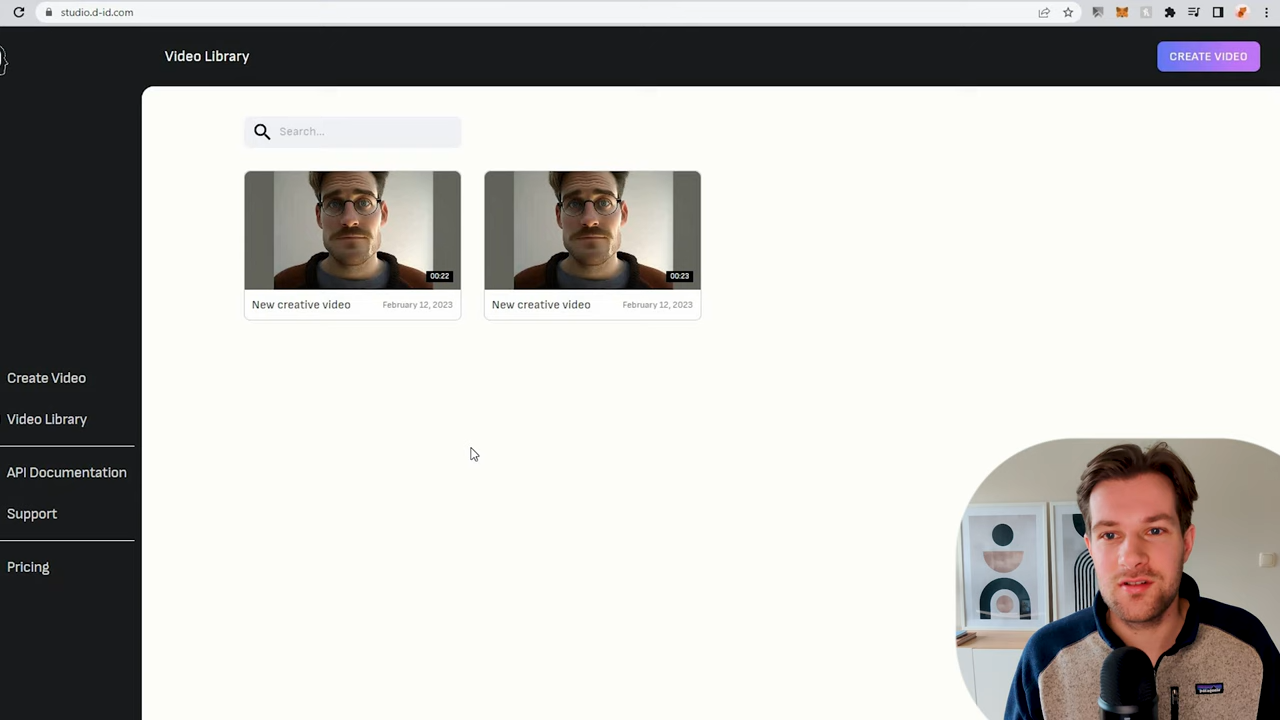 studio.d-id.com
Video Library
CREATE VIDEO
Search...
00:22
00:23
New creative video
February 12, 2023
New creative video
February 12, 2023
Create Video
Video Library
API Documentation
Support
Pricing
patagonia